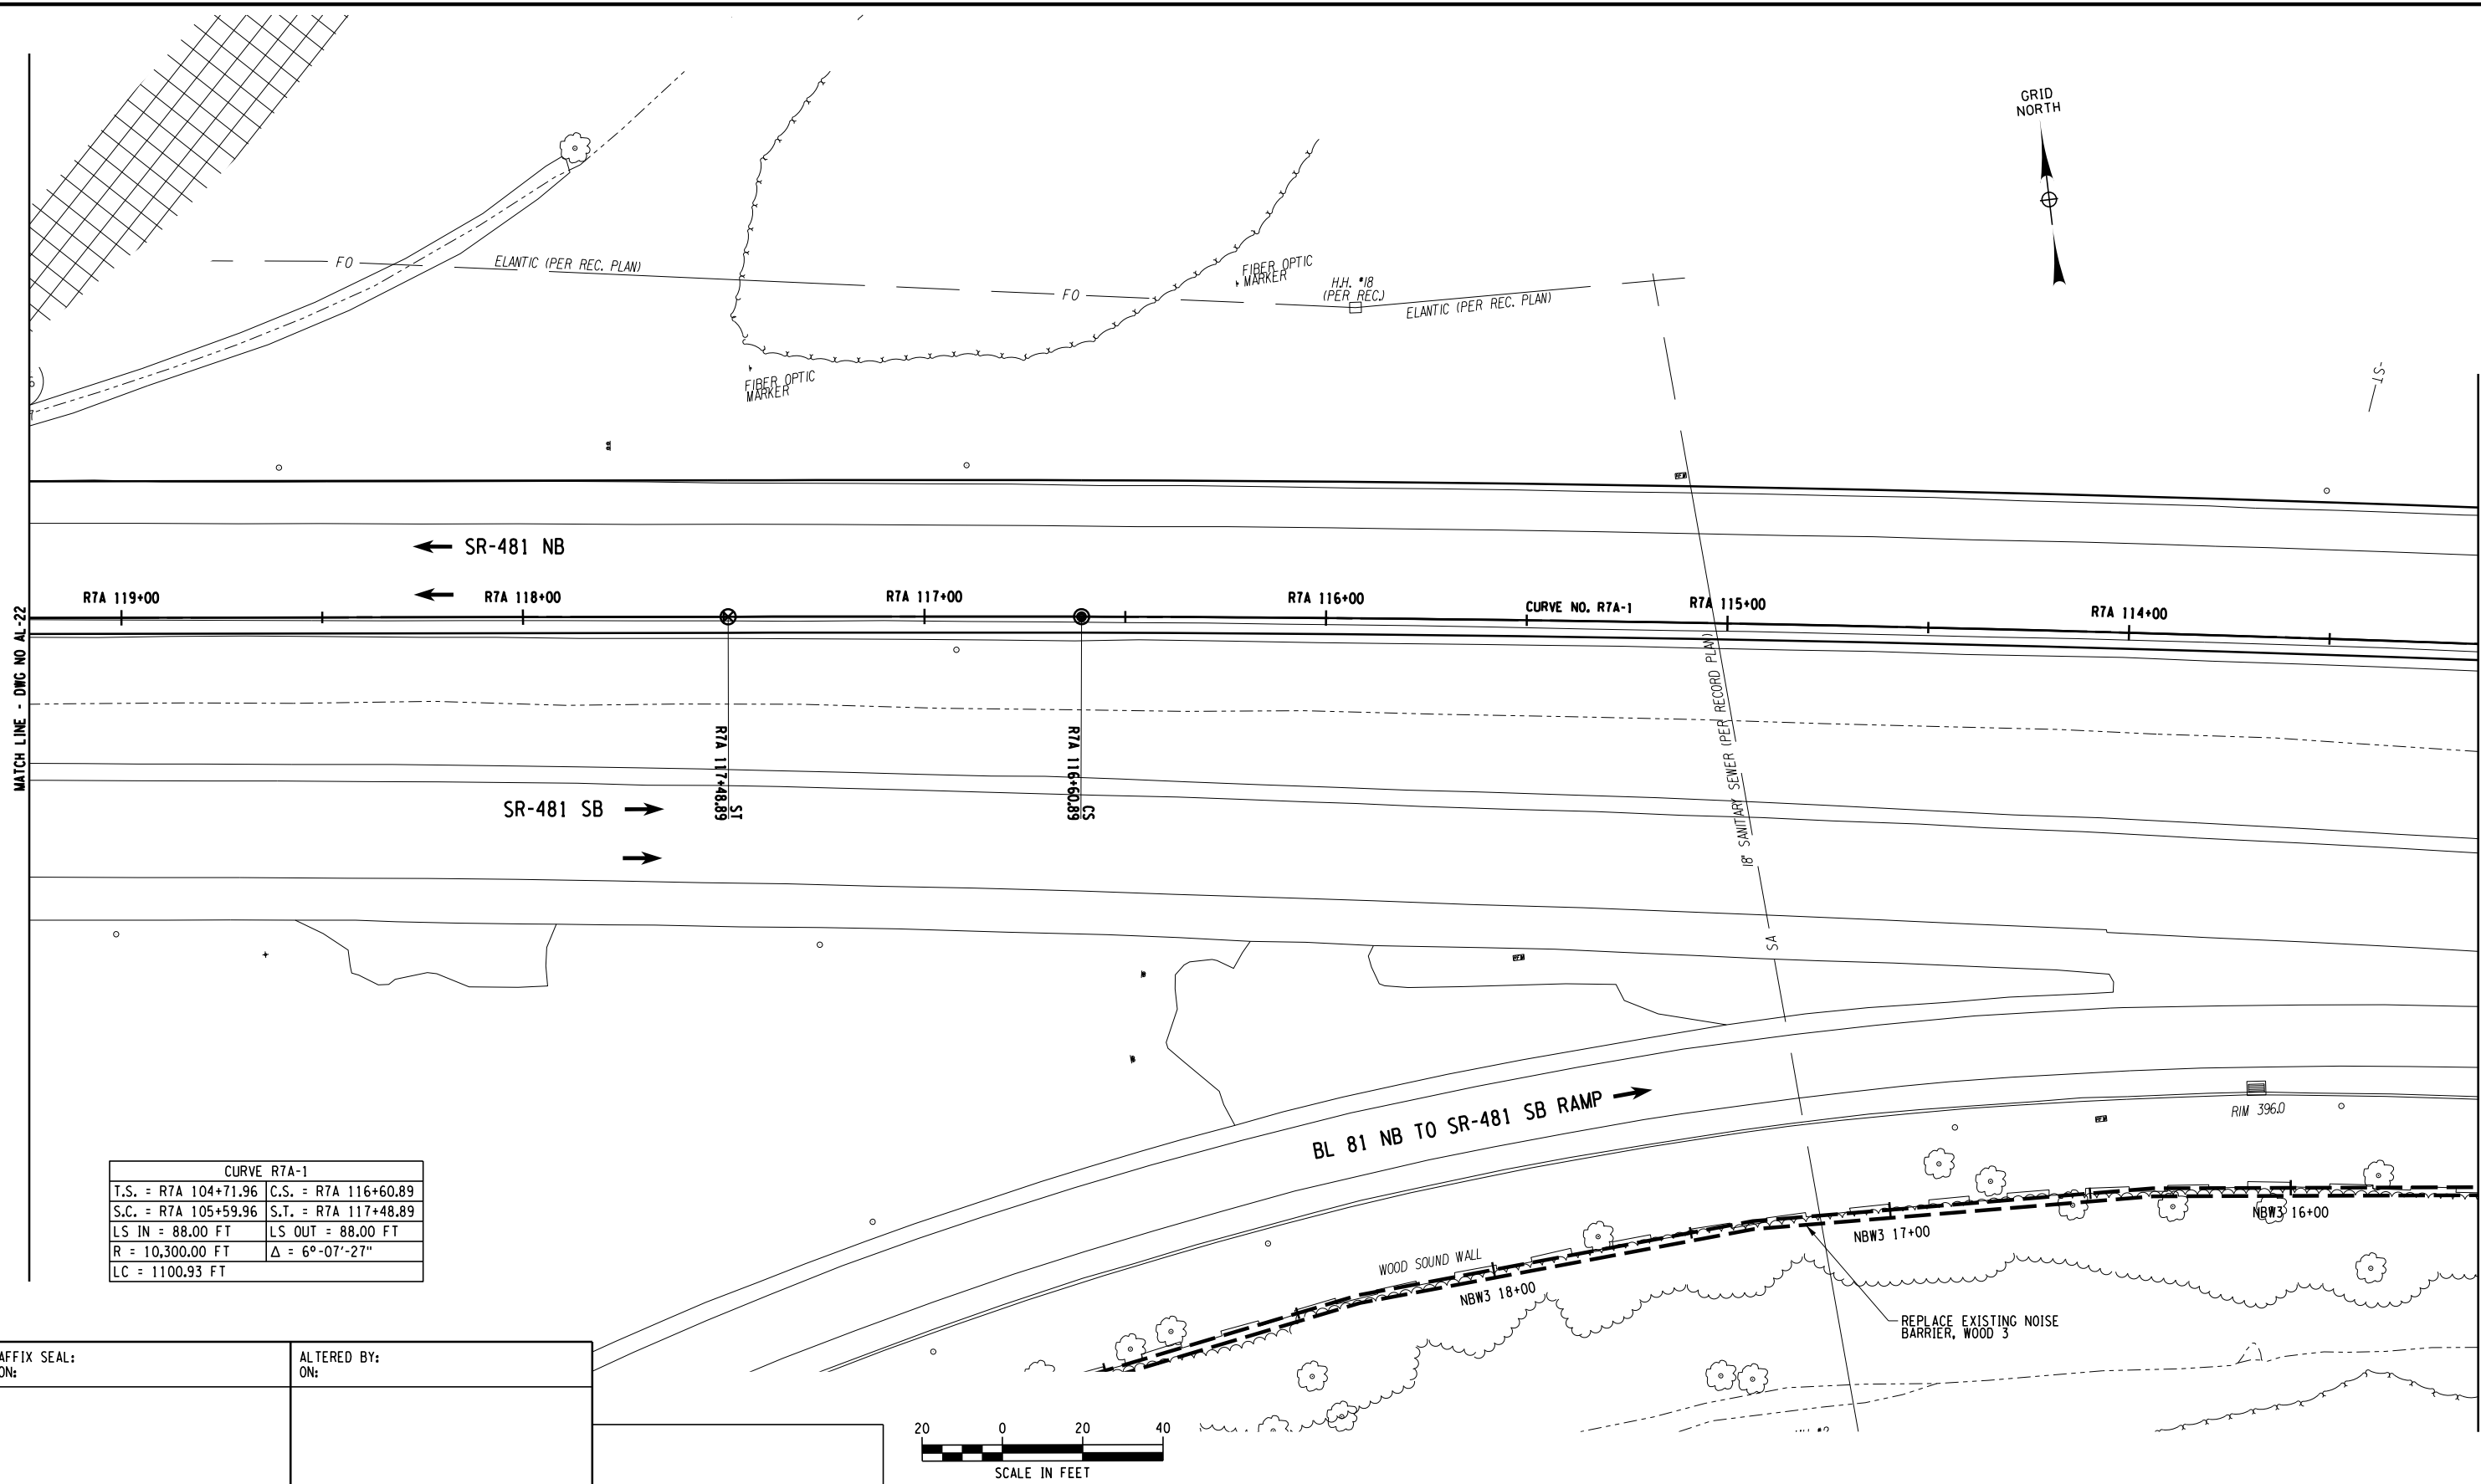 GRID
NORTH
FO
ELANTIC (PER REC. PLAN)
FO
FIBER OPTIC
MARKER
H.H. #18
(PER REC.)
ELANTIC (PER REC. PLAN)
FIBER OPTIC
MARKER
-ST-
SR-481 NB
R7A 119+00
R7A 118+00
R7A 117+00
R7A 116+00
CURVE NO. R7A-1
R7A 115+00
R7A 114+00
MATCH LINE - DWG NO AL-22
R7A 117+48.89
ST
R7A 116+60.89
CS
18" SANITARY SEWER (PER RECORD PLAN)
SA
SR-481 SB
BL 81 NB TO SR-481 SB RAMP
RIM 396.0
NBW3 16+00
NBW3 17+00
WOOD SOUND WALL
NBW3 18+00
REPLACE EXISTING NOISE
BARRIER, WOOD 3
CURVE R7A-1
T.S. = R7A 104+71.96 C.S. = R7A 116+60.89
S.C. = R7A 105+59.96 S.T. = R7A 117+48.89
LS IN = 88.00 FT LS OUT = 88.00 FT
R = 10,300.00 FT Δ = 6°-07'-27"
LC = 1100.93 FT
AFFIX SEAL:
ON:
ALTERED BY:
ON:
20 0 20 40
SCALE IN FEET